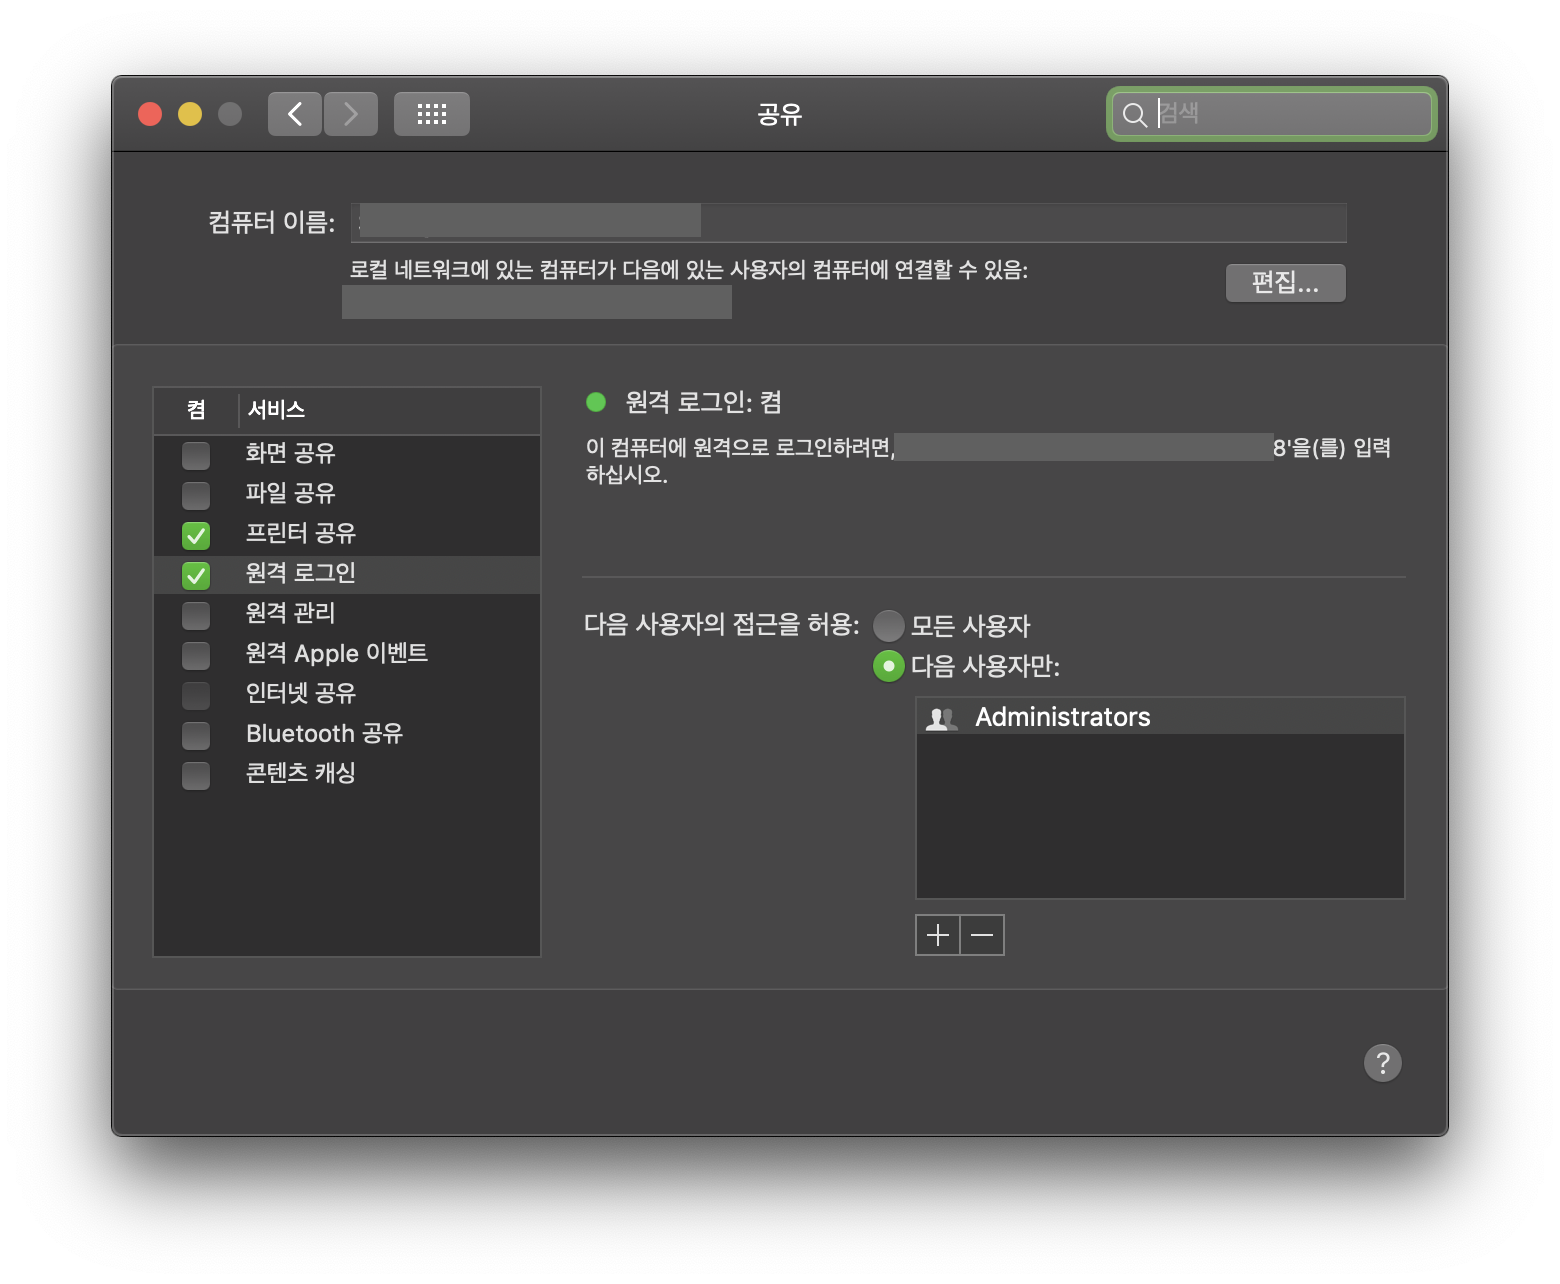 공유
검색
컴퓨터 이름:
로컬 네트워크에 있는 컴퓨터가 다음에 있는 사용자의 컴퓨터에 연결할 수 있음:
편집...
켬 서비스
화면 공유
파일 공유
프린터 공유
원격 로그인
원격 관리
원격 Apple 이벤트
인터넷 공유
Bluetooth 공유
콘텐츠 캐싱
원격 로그인: 켬
이 컴퓨터에 원격으로 로그인하려면, 8'을(를) 입력
하십시오.
다음 사용자의 접근을 허용: 모든 사용자
다음 사용자만:
Administrators
?